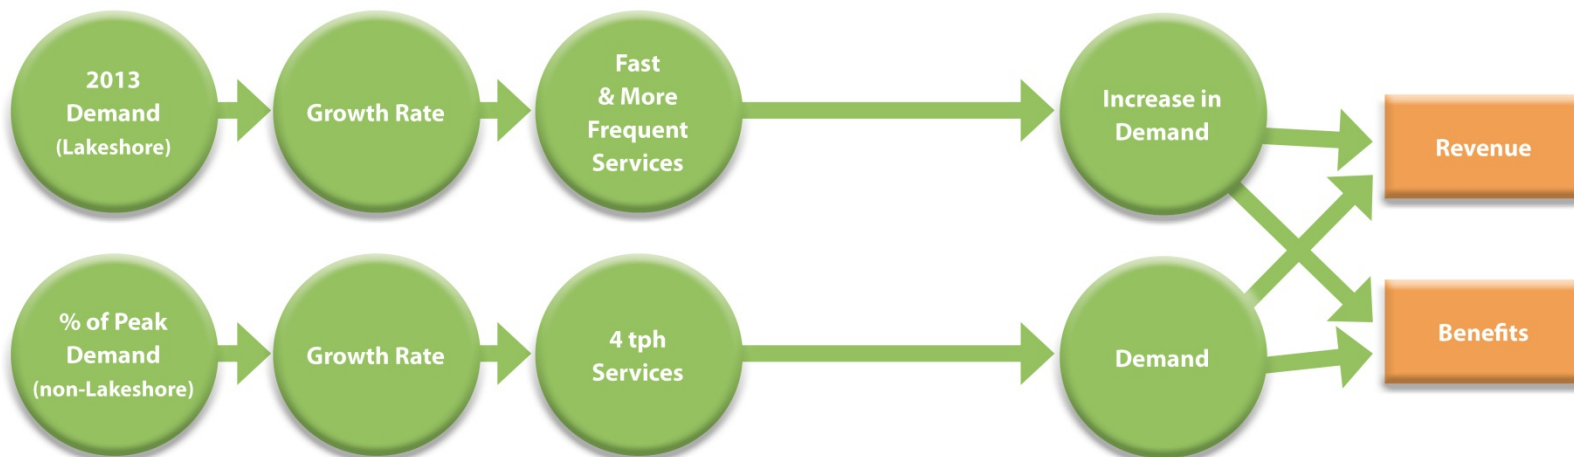 2013
Demand
(Lakeshore)
Growth Rate
Fast
& More
Frequent
Services
Increase in
Demand
Revenue
% of Peak
Demand
(non-Lakeshore)
Growth Rate
4 tph
Services
Demand
Benefits